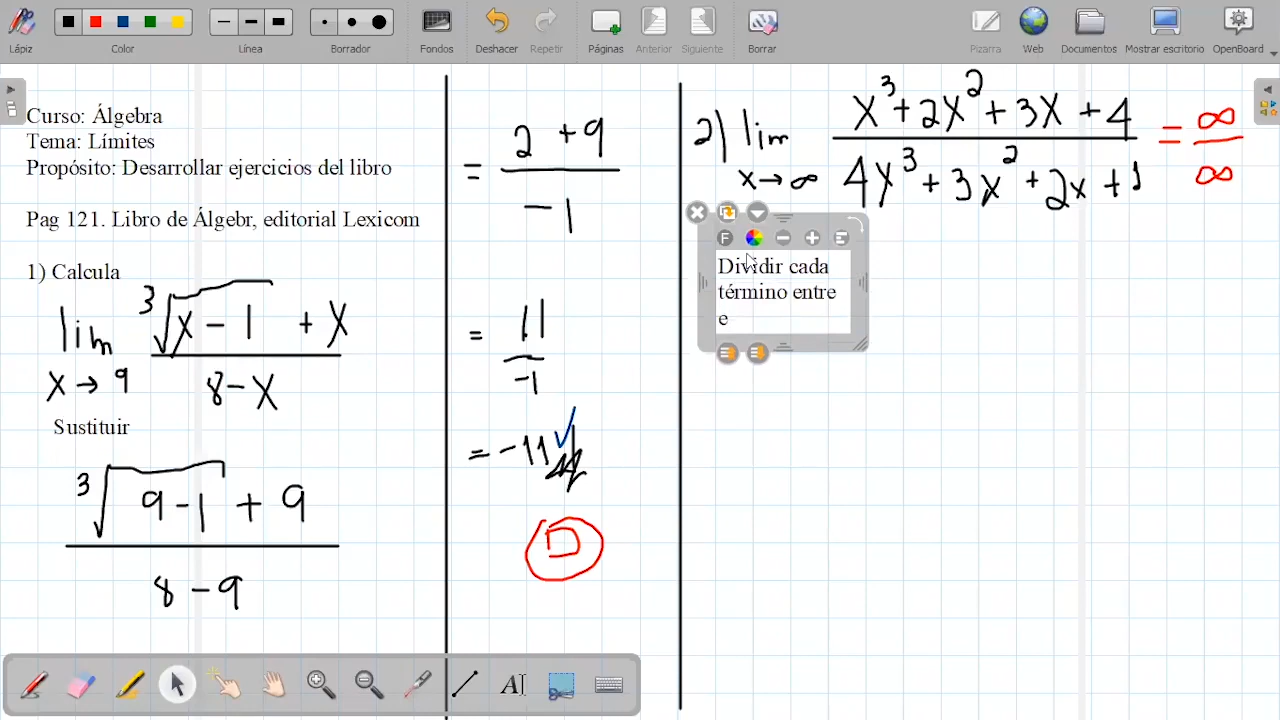 Lápiz
Color
Línea
Borrador
Fondos
Deshacer
Repetir
Páginas
Anterior
Siguiente
Borrar
Pizarra
Web
Documentos
Mostrar escritorio
OpenBoard
Curso: Álgebra
Tema: Límites
Propósito: Desarrollar ejercicios del libro
Pag 121. Libro de Álgebr, editorial Lexicom
1) Calcula
lim x→9 (∛(x-1) + x)/(8-x)
Sustituir
(∛(9-1) + 9)/(8-9)
= (2+9)/(-1)
= 11/(-1)
= -11 ✓
D
2) lim x→∞ (x³+2x²+3x+4)/(4x³+3x²+2x+1) = ∞/∞
F
Dividir cada
término entre
e
AI